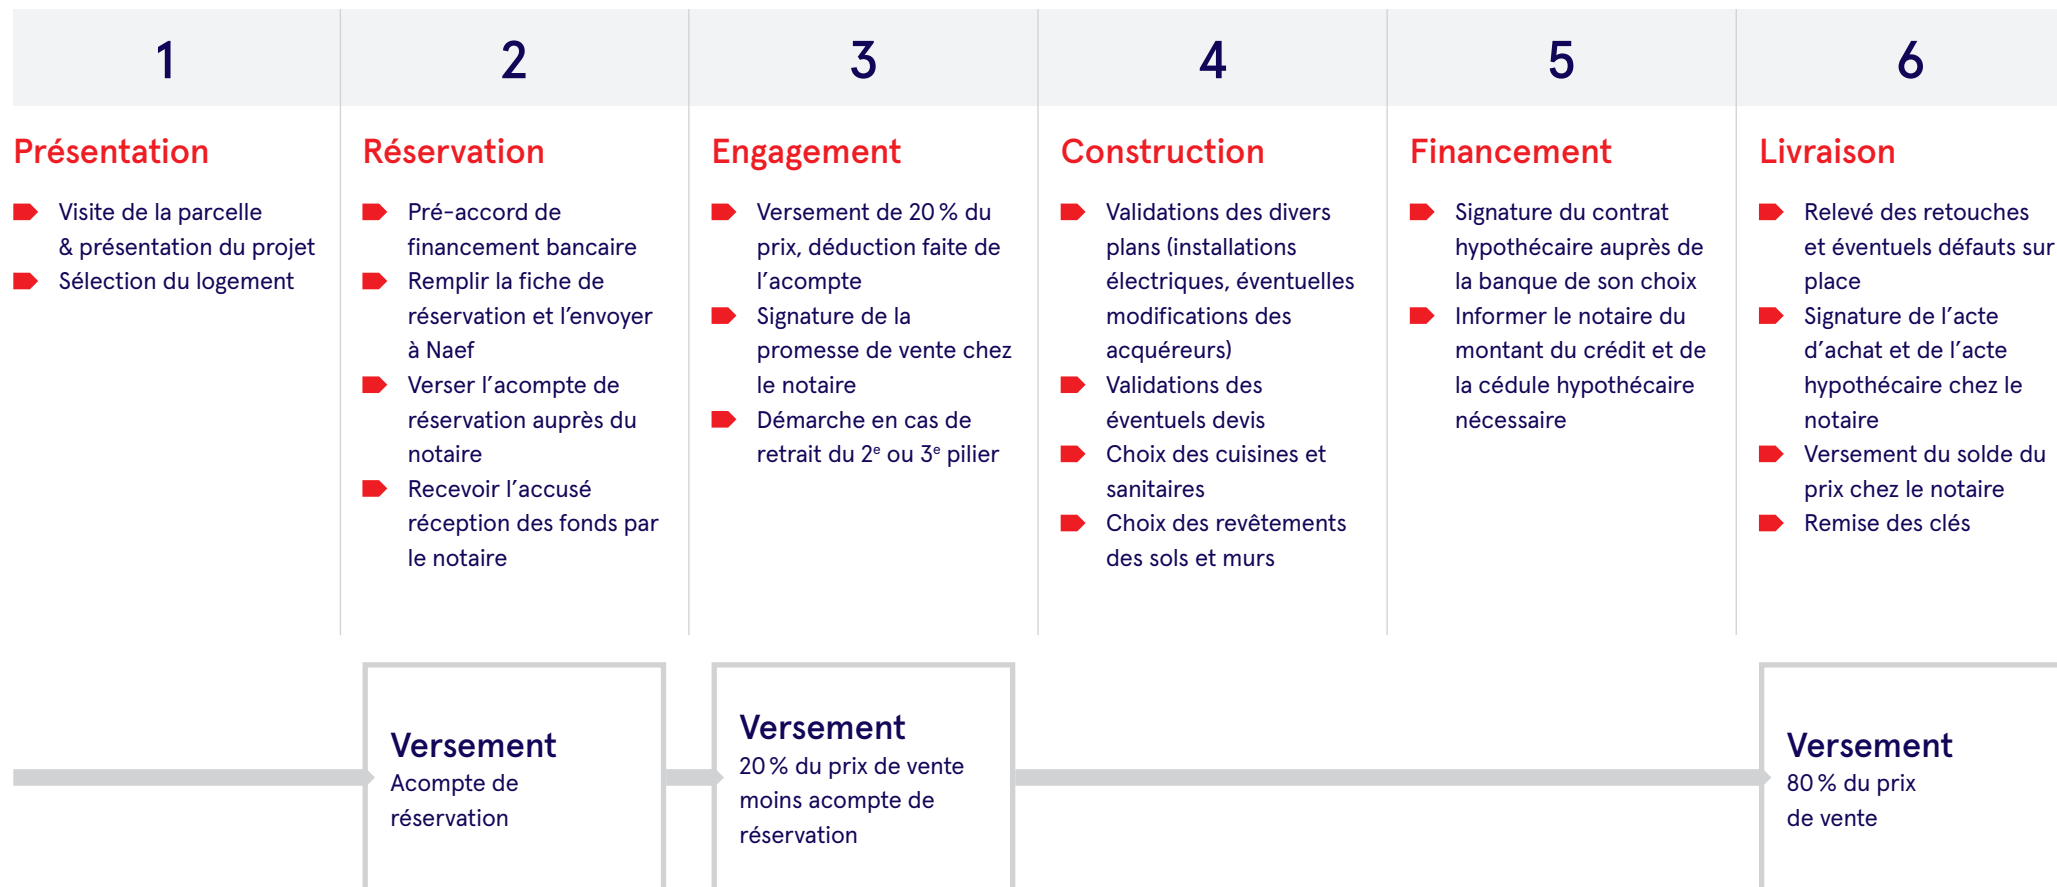 1
2
3
4
5
6
Présentation
Visite de la parcelle
& présentation du projet
Sélection du logement
Réservation
Pré-accord de
financement bancaire
Remplir la fiche de
réservation et l’envoyer
à Naef
Verser l’acompte de
réservation auprès du
notaire
Recevoir l’accusé
réception des fonds par
le notaire
Engagement
Versement de 20 % du
prix, déduction faite de
l’acompte
Signature de la
promesse de vente chez
le notaire
Démarche en cas de
retrait du 2ᵉ ou 3ᵉ pilier
Construction
Validations des divers
plans (installations
électriques, éventuelles
modifications des
acquéreurs)
Validations des
éventuels devis
Choix des cuisines et
sanitaires
Choix des revêtements
des sols et murs
Financement
Signature du contrat
hypothécaire auprès de
la banque de son choix
Informer le notaire du
montant du crédit et de
la cédule hypothécaire
nécessaire
Livraison
Relevé des retouches
et éventuels défauts sur
place
Signature de l’acte
d’achat et de l’acte
hypothécaire chez le
notaire
Versement du solde du
prix chez le notaire
Remise des clés
Versement
Acompte de
réservation
Versement
20 % du prix de vente
moins acompte de
réservation
Versement
80 % du prix
de vente